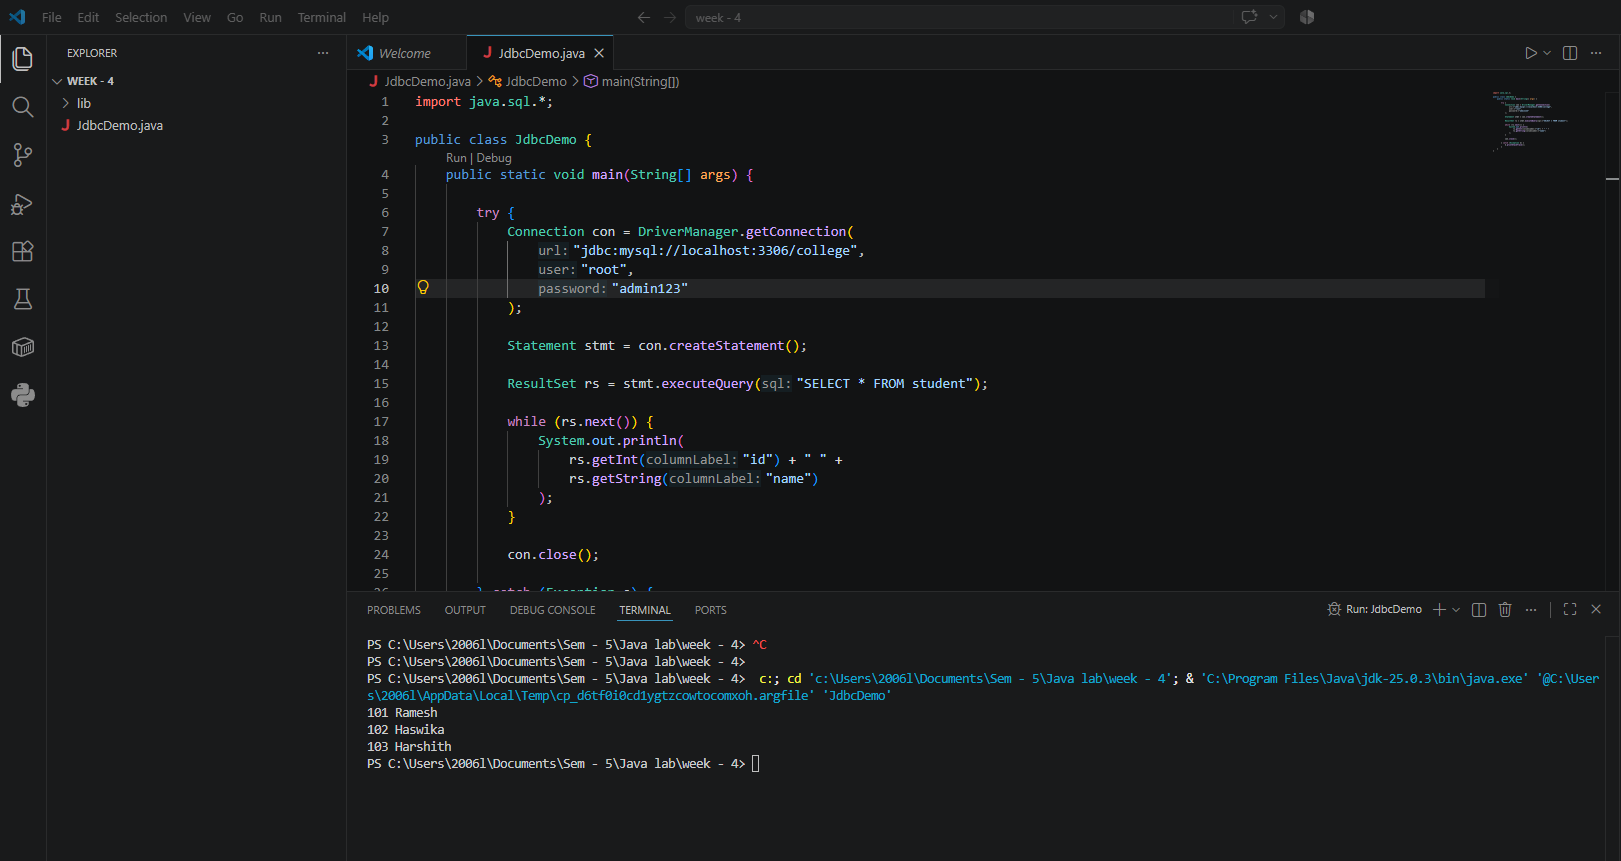 File Edit Selection View Go Run Terminal Help
week - 4
EXPLORER
WEEK - 4
lib
JdbcDemo.java
Welcome
JdbcDemo.java
JdbcDemo.java > JdbcDemo > main(String[])
1 import java.sql.*;
2
3 public class JdbcDemo {
Run | Debug
4 public static void main(String[] args) {
5
6 try {
7 Connection con = DriverManager.getConnection(
8 url: "jdbc:mysql://localhost:3306/college",
9 user: "root",
10 password: "admin123"
11 );
12
13 Statement stmt = con.createStatement();
14
15 ResultSet rs = stmt.executeQuery(sql: "SELECT * FROM student");
16
17 while (rs.next()) {
18 System.out.println(
19 rs.getInt(columnLabel: "id") + " " +
20 rs.getString(columnLabel: "name")
21 );
22 }
23
24 con.close();
25
26 } catch (Exception e) {
PROBLEMS OUTPUT DEBUG CONSOLE TERMINAL PORTS
Run: JdbcDemo
PS C:\Users\2006l\Documents\Sem - 5\Java lab\week - 4> ^C
PS C:\Users\2006l\Documents\Sem - 5\Java lab\week - 4>
PS C:\Users\2006l\Documents\Sem - 5\Java lab\week - 4> c:; cd 'c:\Users\2006l\Documents\Sem - 5\Java lab\week - 4'; & 'C:\Program Files\Java\jdk-25.0.3\bin\java.exe' '@C:\User
s\2006l\AppData\Local\Temp\cp_d6tf0i0cd1ygtzcowtocomxoh.argfile' 'JdbcDemo'
101 Ramesh
102 Haswika
103 Harshith
PS C:\Users\2006l\Documents\Sem - 5\Java lab\week - 4>